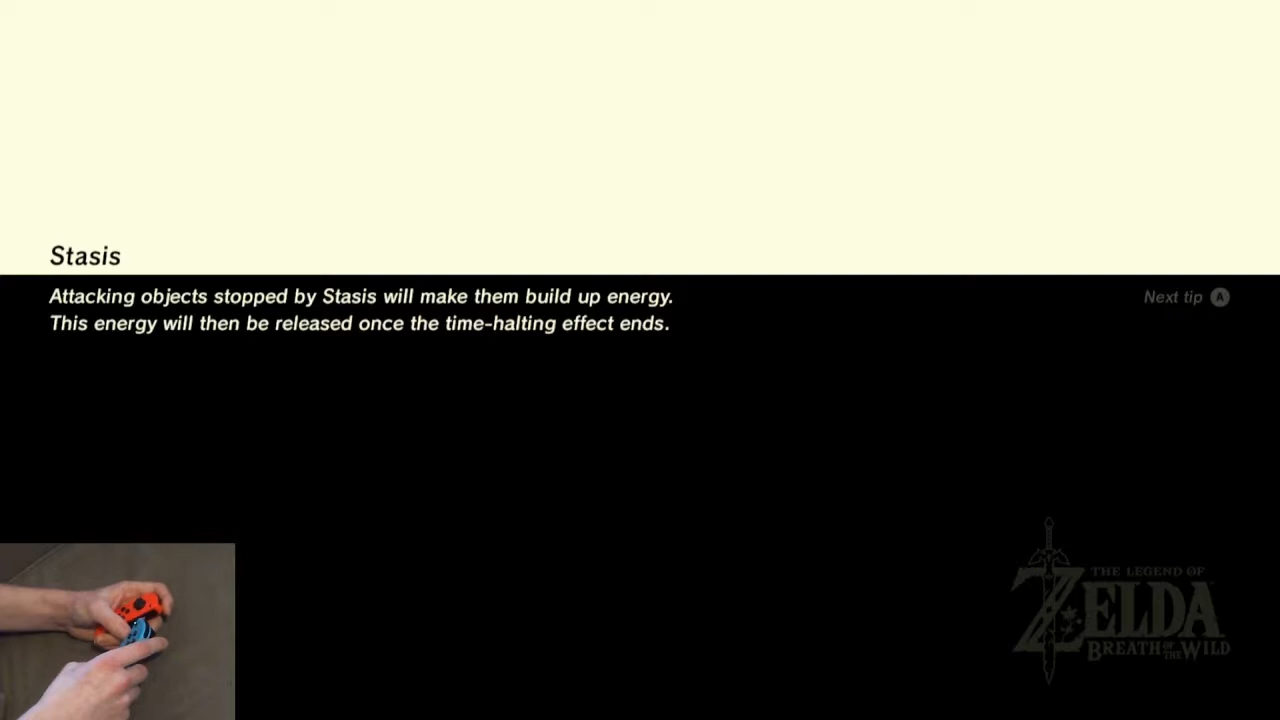 Stasis
Attacking objects stopped by Stasis will make them build up energy.
This energy will then be released once the time-halting effect ends.
Next tip A
THE LEGEND OF
ZELDA
BREATH OF THE WILD